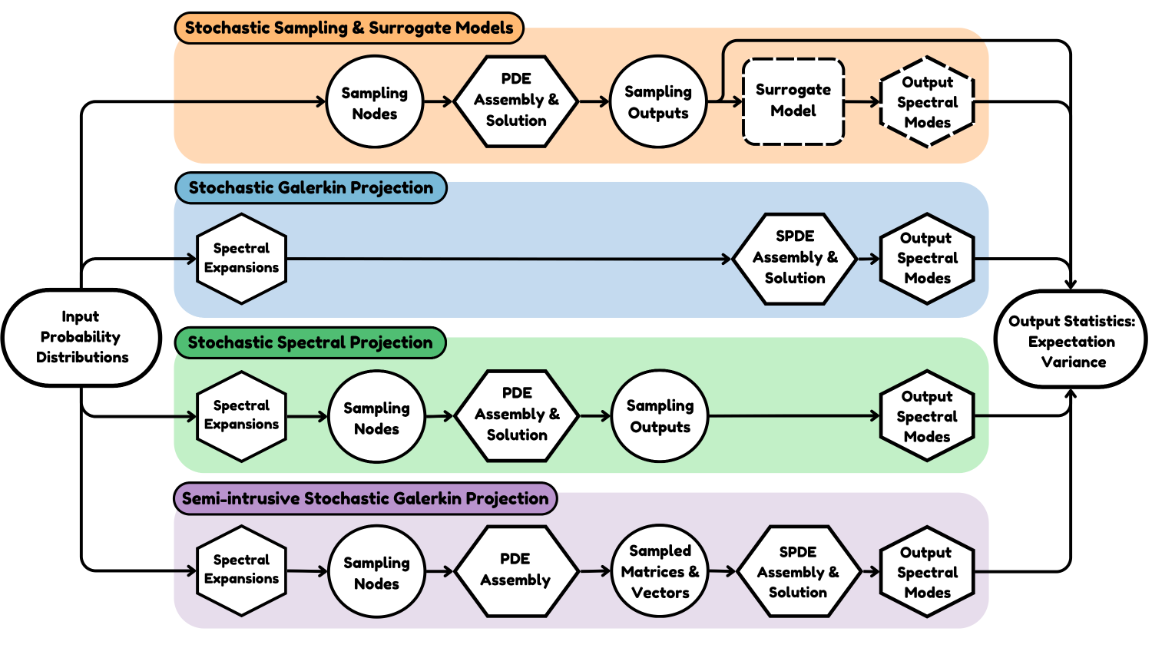 Stochastic Sampling & Surrogate Models
Sampling
Nodes
PDE
Assembly &
Solution
Sampling
Outputs
Surrogate
Model
Output
Spectral
Modes
Stochastic Galerkin Projection
Spectral
Expansions
SPDE
Assembly &
Solution
Output
Spectral
Modes
Input
Probability
Distributions
Output Statistics:
Expectation
Variance
Stochastic Spectral Projection
Spectral
Expansions
Sampling
Nodes
PDE
Assembly &
Solution
Sampling
Outputs
Output
Spectral
Modes
Semi-intrusive Stochastic Galerkin Projection
Spectral
Expansions
Sampling
Nodes
PDE
Assembly
Sampled
Matrices &
Vectors
SPDE
Assembly &
Solution
Output
Spectral
Modes